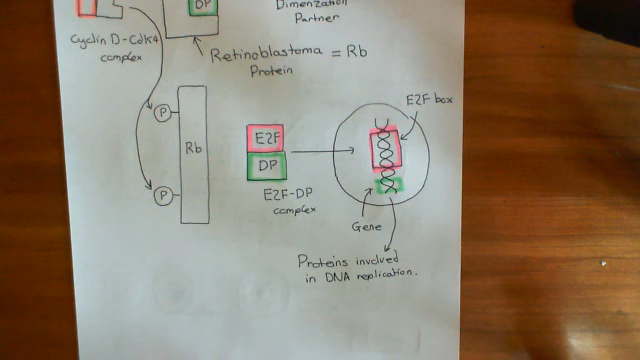 DP
Dimerization
Partner
Cyclin D-Cdk4
complex
Retinoblastoma = Rb
Protein
P
Rb
P
E2F
DP
E2F-DP
complex
E2F box
Gene
Proteins involved
in DNA replication.